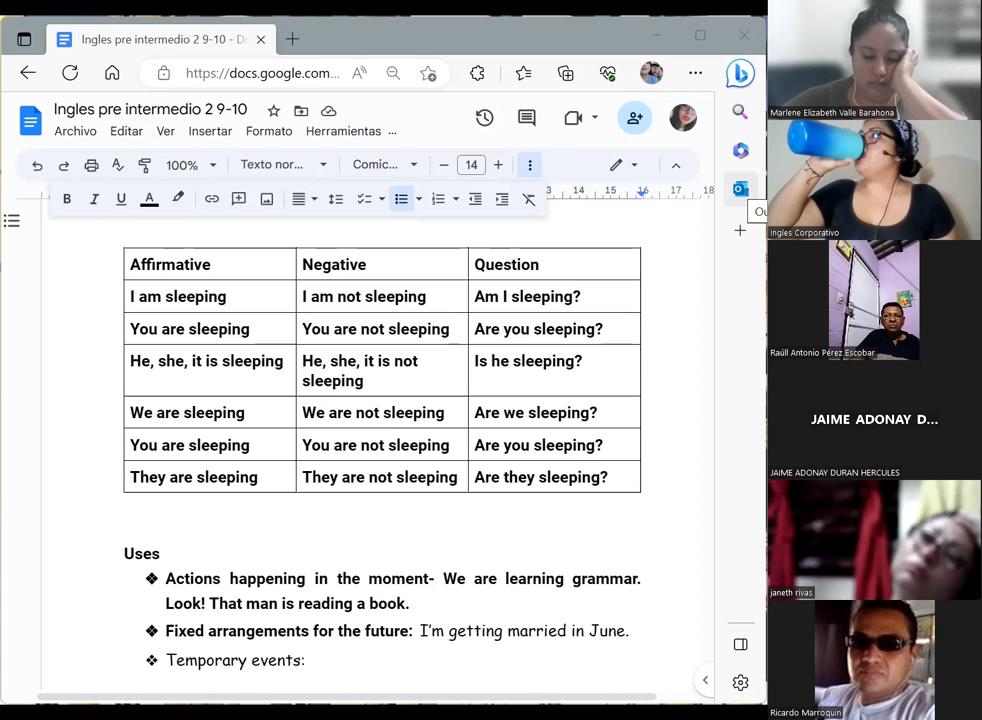 Ingles pre intermedio 2 9-10 - Do
https://docs.google.com...
Ingles pre intermedio 2 9-10
Archivo Editar Ver Insertar Formato Herramientas ...
100% Texto nor... Comic... 14
13 14 15 16 17 18
Affirmative Negative Question
I am sleeping I am not sleeping Am I sleeping?
You are sleeping You are not sleeping Are you sleeping?
He, she, it is sleeping He, she, it is not Is he sleeping?
sleeping
We are sleeping We are not sleeping Are we sleeping?
You are sleeping You are not sleeping Are you sleeping?
They are sleeping They are not sleeping Are they sleeping?
Uses
❖ Actions happening in the moment- We are learning grammar.
Look! That man is reading a book.
❖ Fixed arrangements for the future: I'm getting married in June.
❖ Temporary events:
Ou
Marlene Elizabeth Valle Barahona
Ingles Corporativo
Raúll Antonio Pérez Escobar
JAIME ADONAY D...
JAIME ADONAY DURAN HERCULES
janeth rivas
Ricardo Marroquin